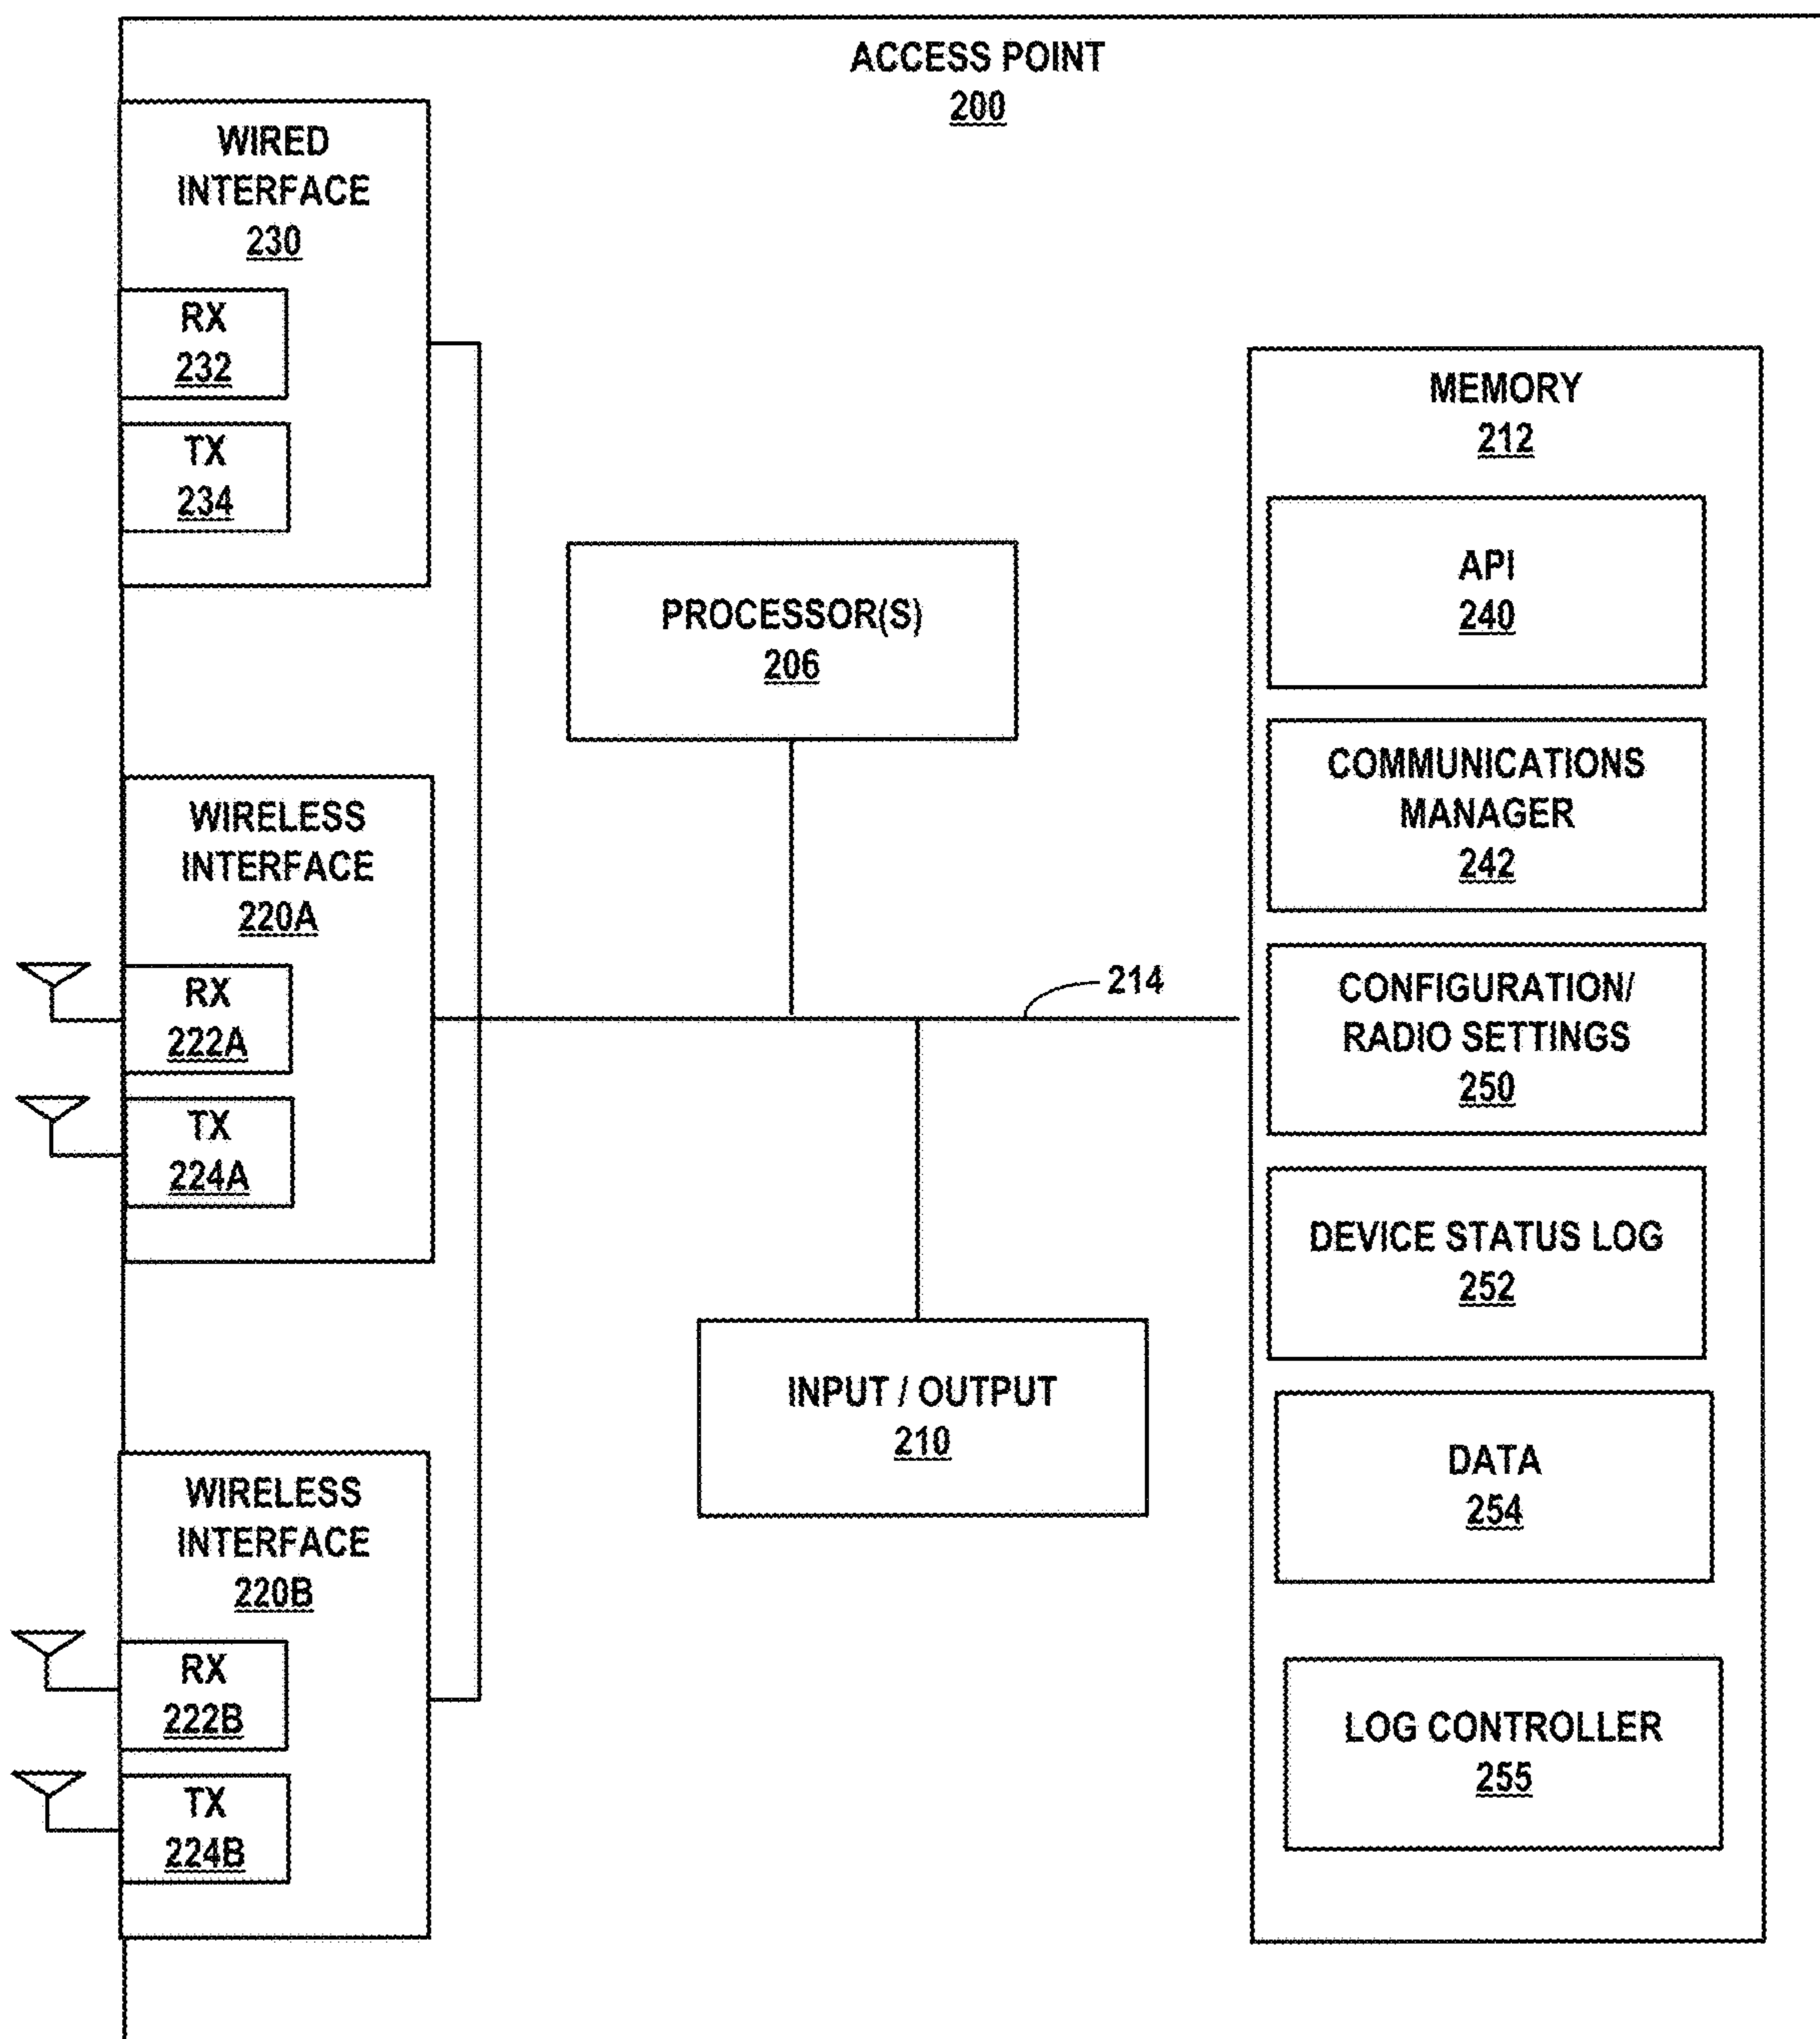 ACCESS POINT
200
WIRED
INTERFACE
230
RX
232
TX
234
WIRELESS
INTERFACE
220A
RX
222A
TX
224A
WIRELESS
INTERFACE
220B
RX
222B
TX
224B
PROCESSOR(S)
206
214
INPUT / OUTPUT
210
MEMORY
212
API
240
COMMUNICATIONS
MANAGER
242
CONFIGURATION/
RADIO SETTINGS
250
DEVICE STATUS LOG
252
DATA
254
LOG CONTROLLER
255